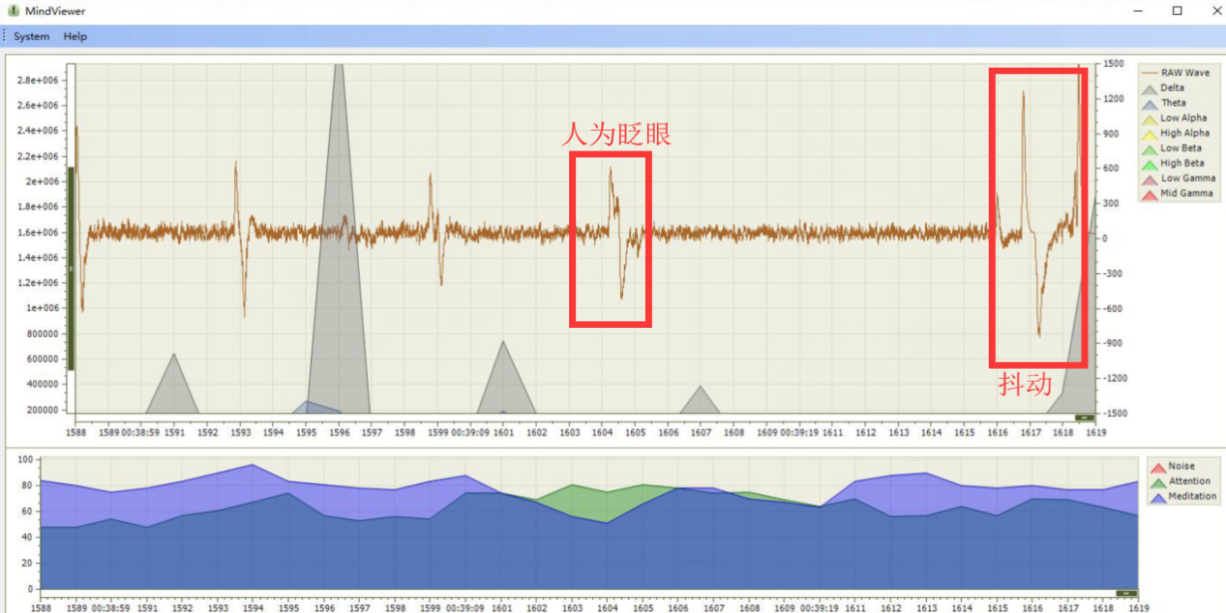 MindViewer
System Help
2.8e+006
2.6e+006
2.4e+006
2.2e+006
2e+006
1.8e+006
1.6e+006
1.4e+006
1.2e+006
1e+006
800000
600000
400000
200000
人为眨眼
抖动
1500
1200
900
600
300
0
-300
-600
-900
-1200
-1500
RAW Wave
Delta
Theta
Low Alpha
High Alpha
Low Beta
High Beta
Low Gamma
Mid Gamma
1588 1589 00:38:59 1591 1592 1593 1594 1595 1596 1597 1598 1599 00:39:09 1601 1602 1603 1604 1605 1606 1607 1608 1609 00:39:19 1611 1612 1613 1614 1615 1616 1617 1618 1619
100
80
60
40
20
0
Noise
Attention
Meditation
1588 1589 00:38:59 1591 1592 1593 1594 1595 1596 1597 1598 1599 00:39:09 1601 1602 1603 1604 1605 1606 1607 1608 1609 00:39:19 1611 1612 1613 1614 1615 1616 1617 1618 1619